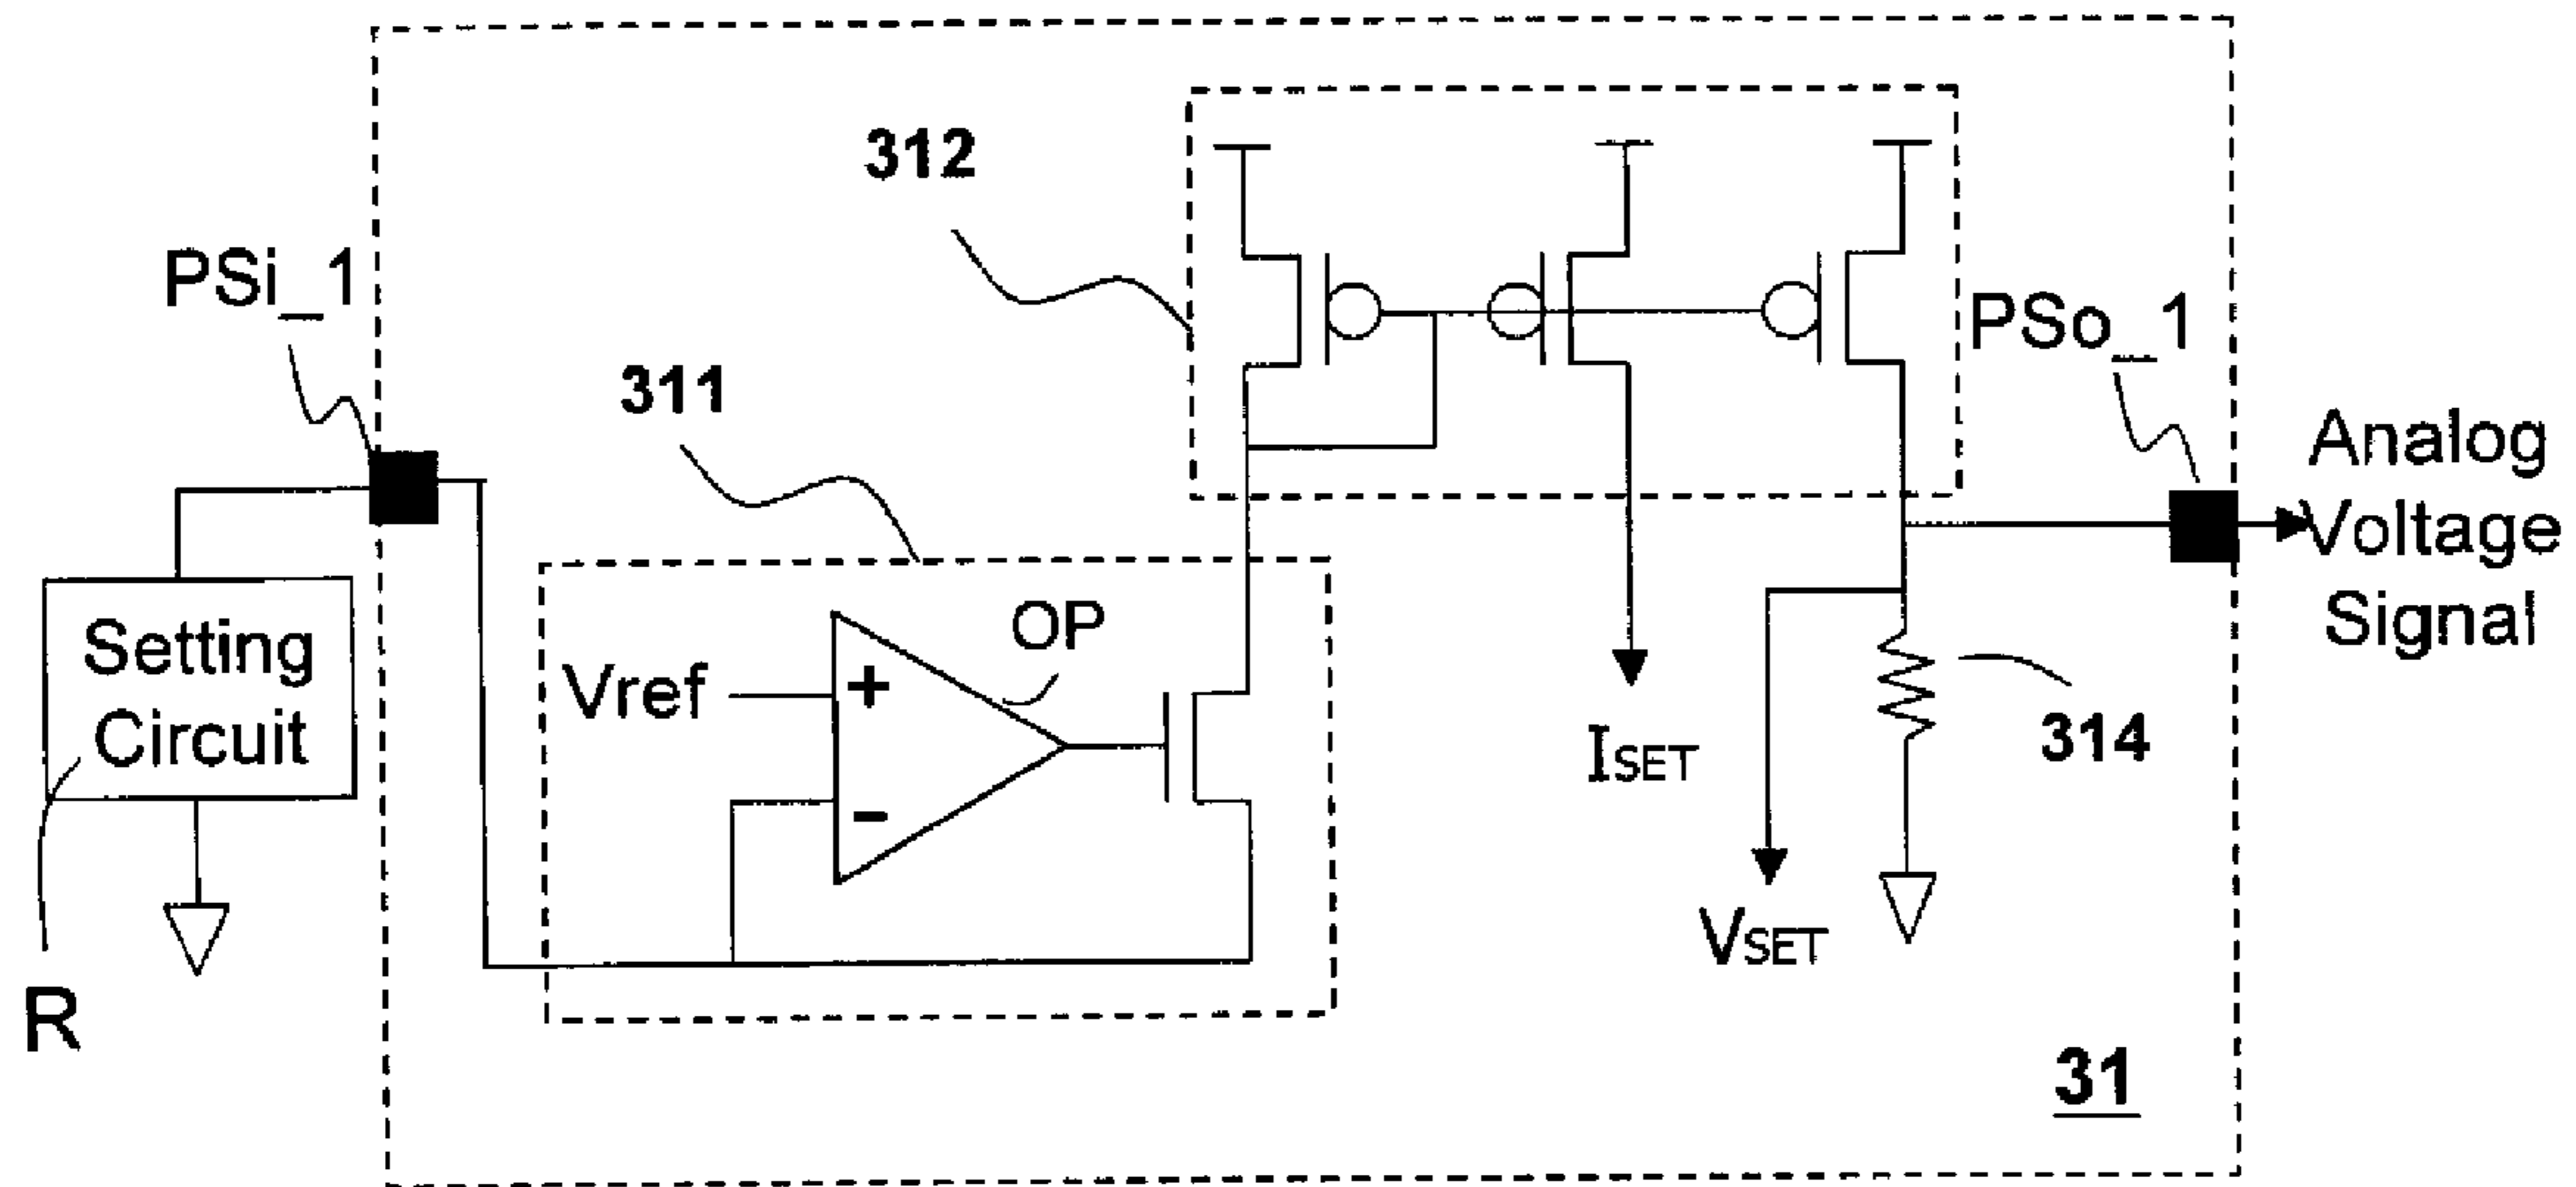 312
PSi_1
PSo_1
311
Analog
Voltage
Signal
Setting
Circuit
OP
Vref
+
-
ISET
314
VSET
R
31